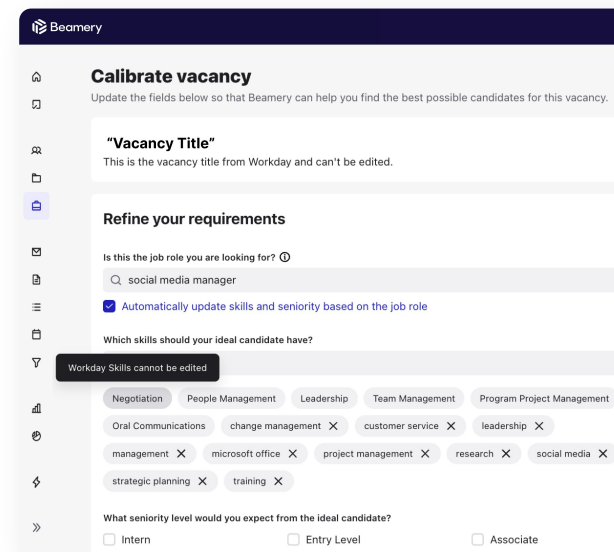 Beamery
Calibrate vacancy
Update the fields below so that Beamery can help you find the best possible candidates for this vacancy.
“Vacancy Title”
This is the vacancy title from Workday and can't be edited.
Refine your requirements
Is this the job role you are looking for?
social media manager
Automatically update skills and seniority based on the job role
Which skills should your ideal candidate have?
Workday Skills cannot be edited
Negotiation People Management Leadership Team Management Program Project Management
Oral Communications change management X customer service X leadership X
management X microsoft office X project management X research X social media X
strategic planning X training X
What seniority level would you expect from the ideal candidate?
Intern Entry Level Associate